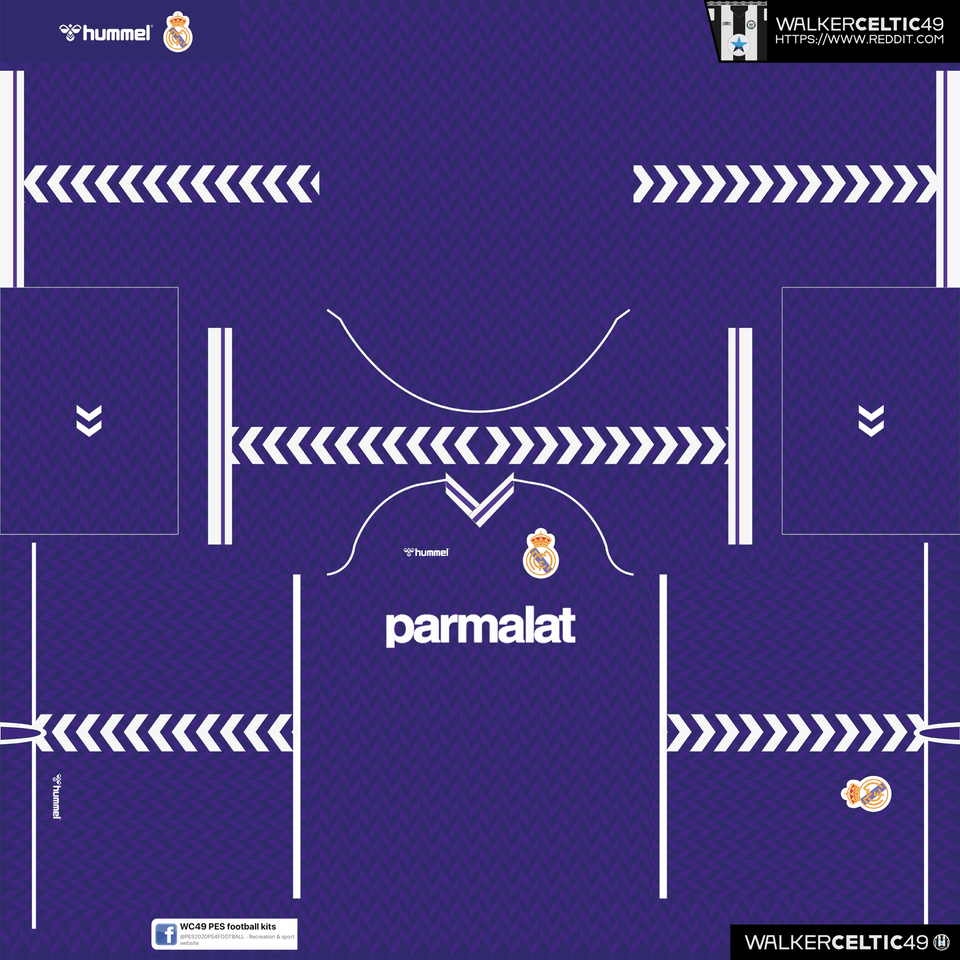 hummel
WALKERCELTIC49
HTTPS://WWW.REDDIT.COM
hummel
parmalat
hummel
WC49 PES football kits
@PES2020PS4FOOTBALL · Recreation & sport
website
WALKERCELTIC49